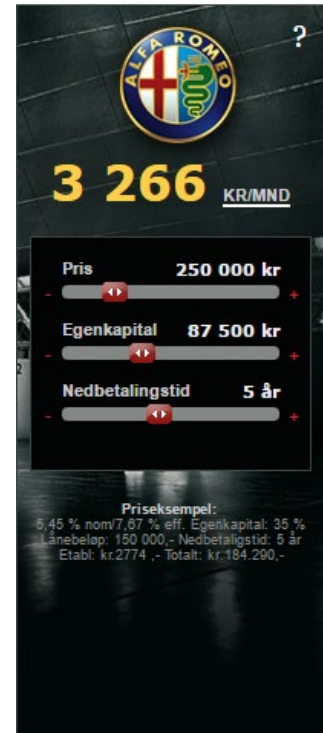 ?
ALFA ROMEO
3 266 KR/MND
Pris 250 000 kr
- +
Egenkapital 87 500 kr
- +
Nedbetalingstid 5 år
- +
Priseksempel:
5,45 % nom/7,67 % eff. Egenkapital: 35 %
Lånebeløp: 150 000,- Nedbetaligstid: 5 år
Etabl: kr.2774 ,- Totalt: kr.184.290,-